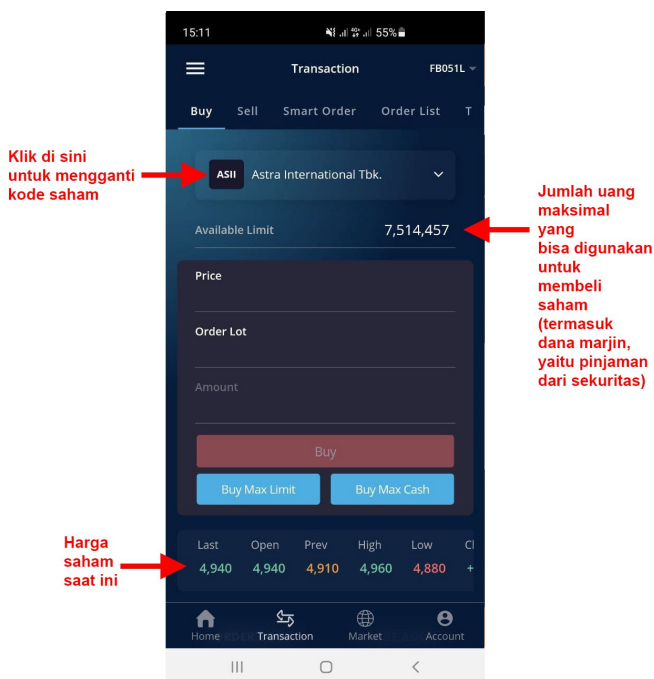 15:11
55%
Transaction
FB051L
Buy Sell Smart Order Order List T
Klik di sini
untuk mengganti
kode saham
ASII Astra International Tbk.
Available Limit 7,514,457
Jumlah uang
maksimal
yang
bisa digunakan
untuk
membeli
saham
(termasuk
dana marjin,
yaitu pinjaman
dari sekuritas)
Price
Order Lot
Amount
Buy
Buy Max Limit Buy Max Cash
Harga
saham
saat ini
Last Open Prev High Low
4,940 4,940 4,910 4,960 4,880 +
Home Transaction Market Account